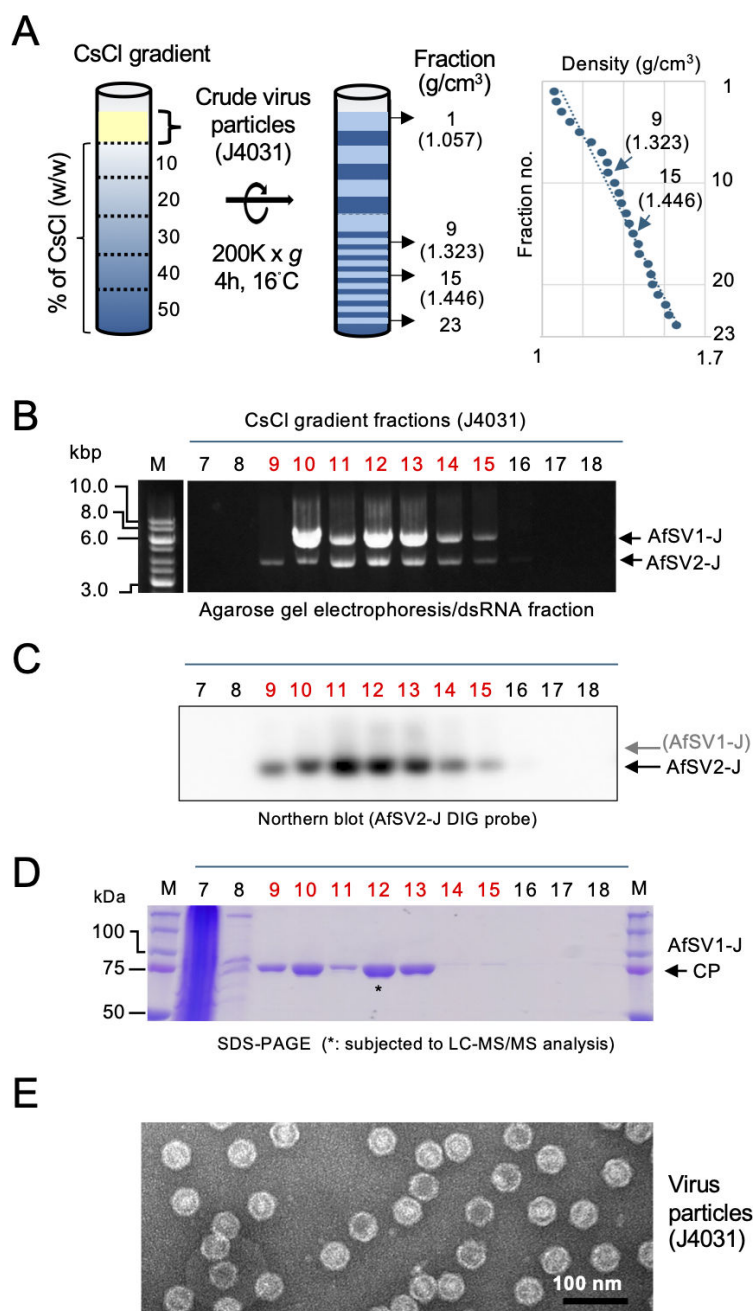 A
CsCl gradient
% of CsCl (w/w)
10
20
30
40
50
Crude virus
particles
(J4031)
200K x g
4h, 16°C
Fraction
(g/cm³)
1
(1.057)
9
(1.323)
15
(1.446)
23
Density (g/cm³)
Fraction no.
1
10
20
23
9
(1.323)
15
(1.446)
1
1.7
B
CsCl gradient fractions (J4031)
kbp
M 7 8 9 10 11 12 13 14 15 16 17 18
10.0
8.0
6.0
3.0
AfSV1-J
AfSV2-J
Agarose gel electrophoresis/dsRNA fraction
C
7 8 9 10 11 12 13 14 15 16 17 18
(AfSV1-J)
AfSV2-J
Northern blot (AfSV2-J DIG probe)
D
kDa
M 7 8 9 10 11 12 13 14 15 16 17 18 M
100
75
50
AfSV1-J
CP
*
SDS-PAGE (*: subjected to LC-MS/MS analysis)
E
Virus
particles
(J4031)
100 nm